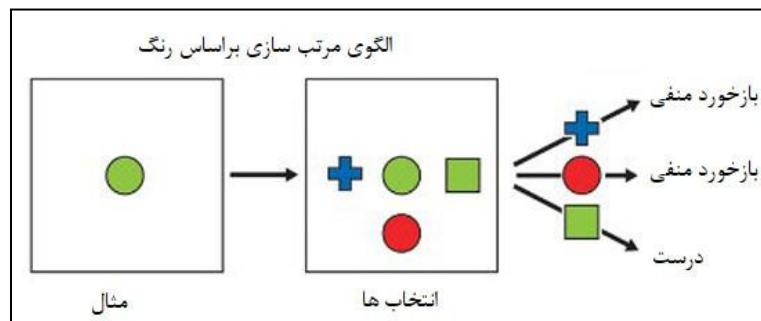 الگوی مرتب سازی براساس رنگ
بازخورد منفی
بازخورد منفی
درست
انتخاب ها
مثال